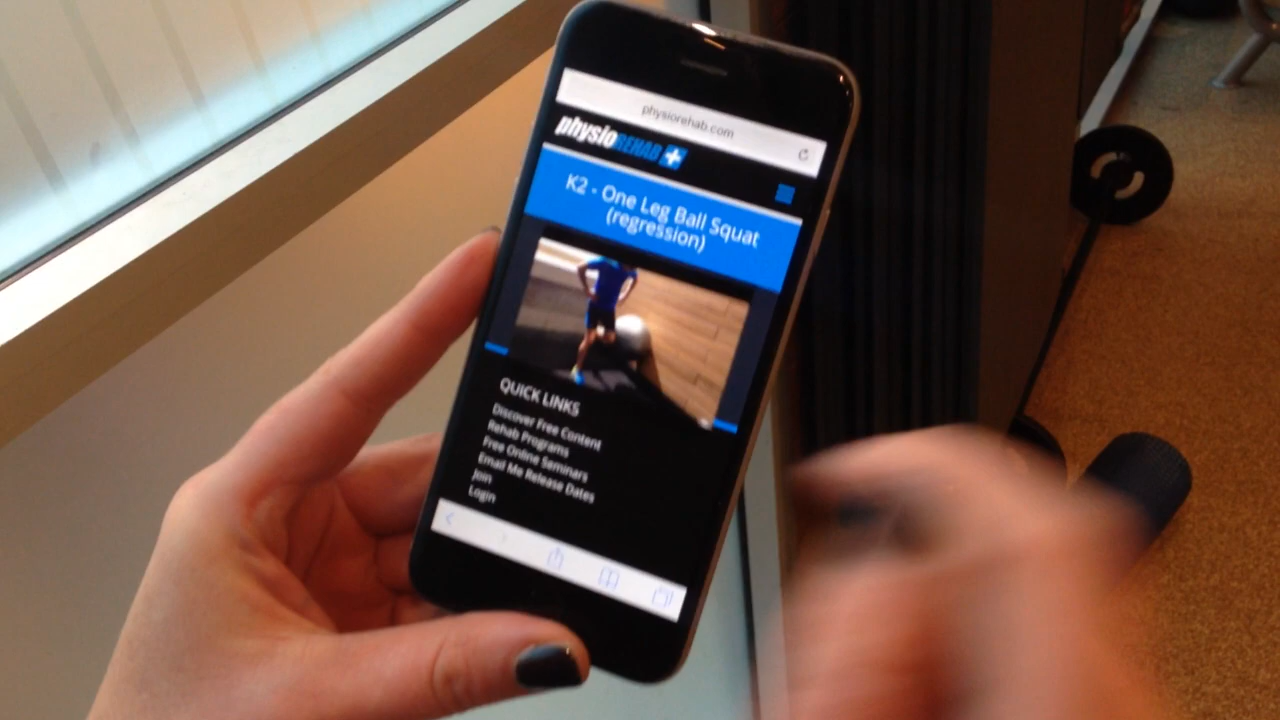 physiorehab.com
physioREHAB
K2 - One Leg Ball Squat
(regression)
QUICK LINKS
Discover Free Content
Rehab Programs
Free Online Seminars
Email Me Release Dates
Join
Login